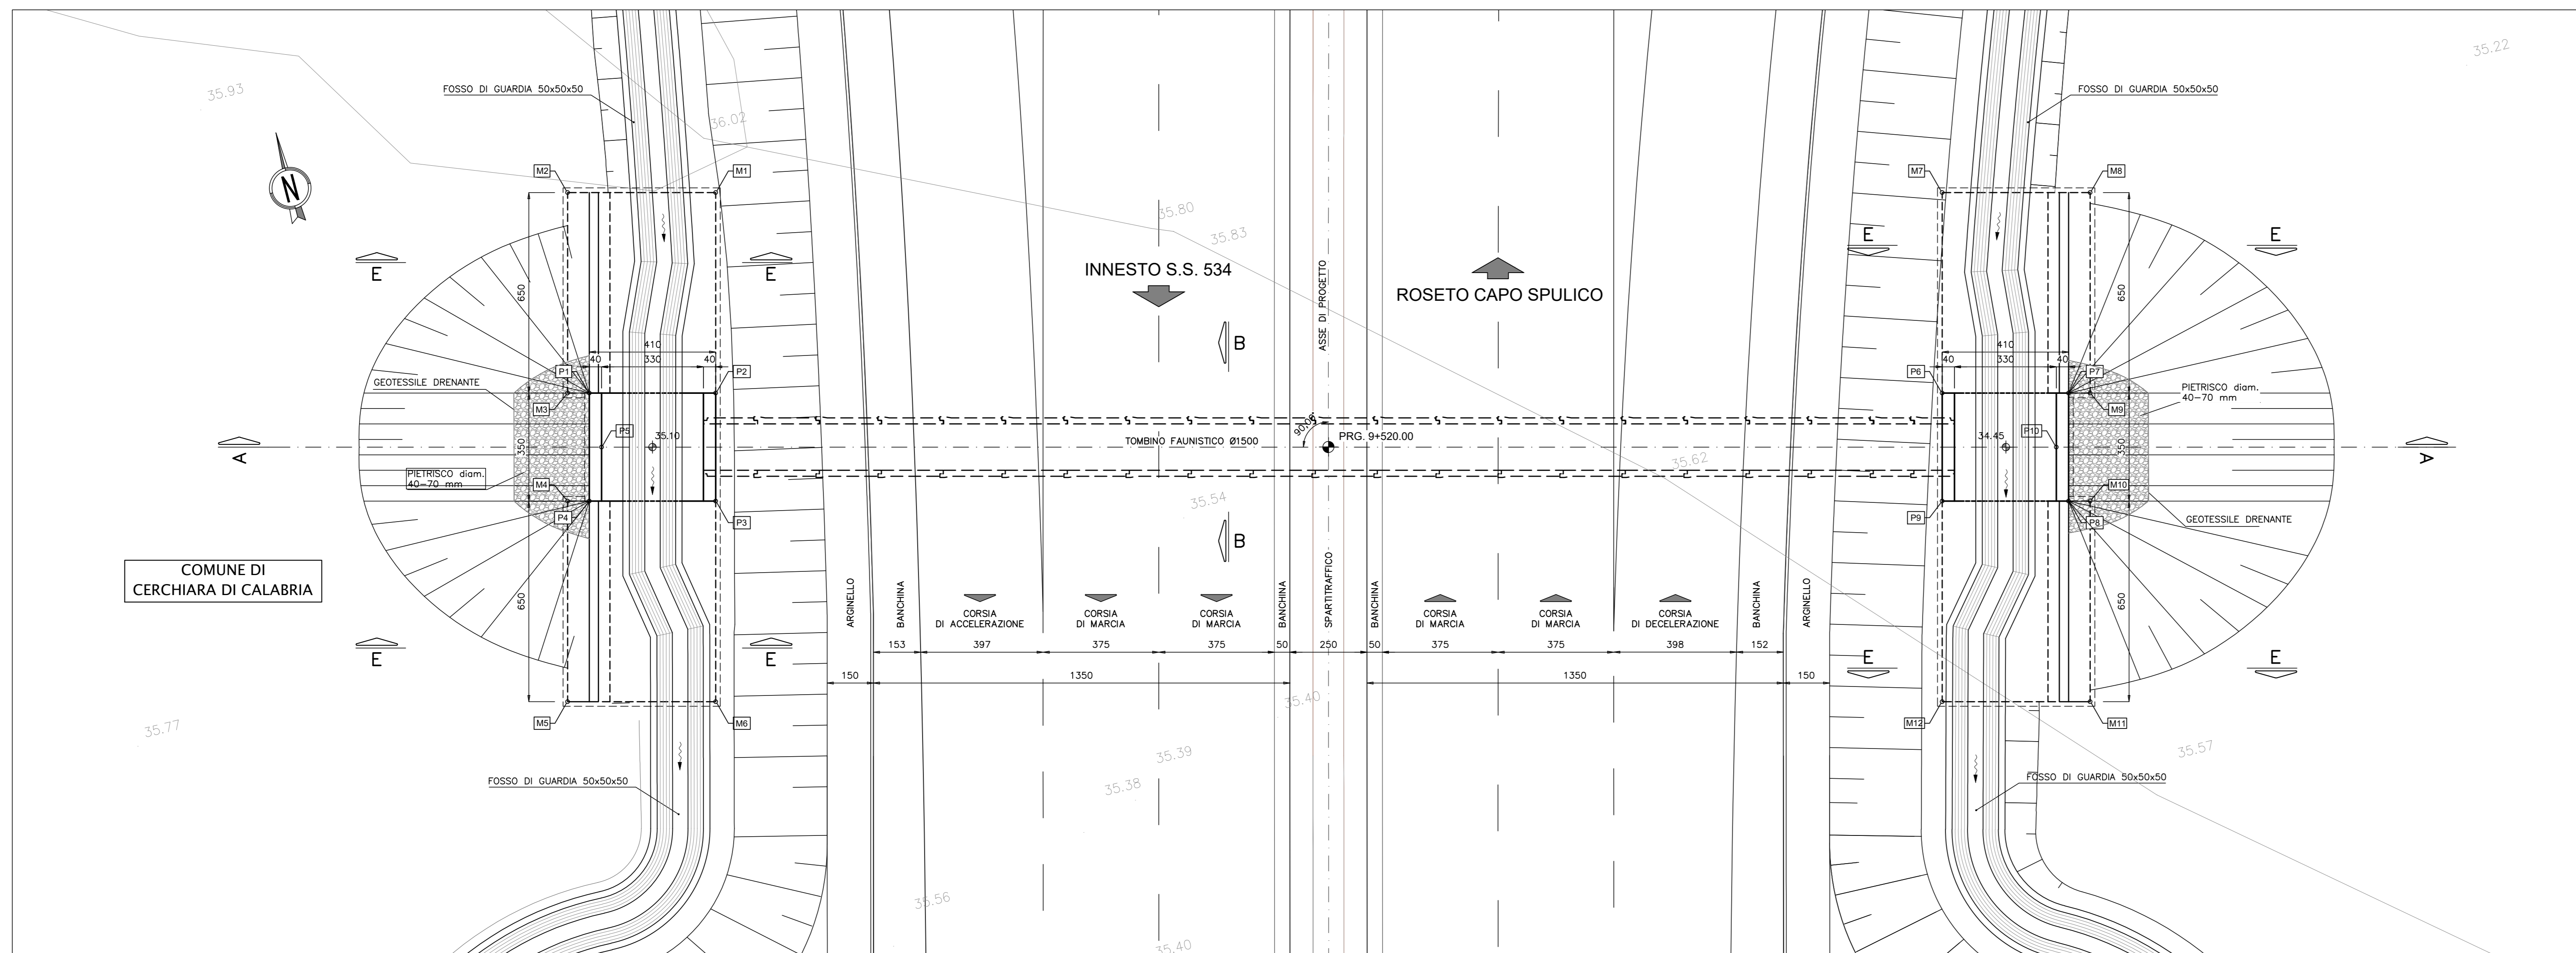 35.22
35.93
FOSSO DI GUARDIA 50x50x50
FOSSO DI GUARDIA 50x50x50
36.02
N
M2
M1
M7
M8
35.80
35.83
E
E
E
E
INNESTO S.S. 534
ROSETO CAPO SPULICO
ASSE DI PROGETTO
650
650
B
410
40
330
40
410
40
330
40
P1
P2
P6
P7
GEOTESSILE DRENANTE
PIETRISCO diam.
40-70 mm
M3
M9
P5
35.10
TOMBINO FAUNISTICO Ø1500
90.06°
PRG. 9+520.00
34.45
P10
A
A
350
350
35.62
PIETRISCO diam.
40-70 mm
M4
M10
35.54
P4
P3
P9
P8
GEOTESSILE DRENANTE
B
COMUNE DI
CERCHIARA DI CALABRIA
650
650
ARGINELLO
BANCHINA
CORSIA
DI ACCELERAZIONE
CORSIA
DI MARCIA
CORSIA
DI MARCIA
BANCHINA
SPARTITRAFFICO
BANCHINA
CORSIA
DI MARCIA
CORSIA
DI MARCIA
CORSIA
DI DECELERAZIONE
BANCHINA
ARGINELLO
E
E
E
E
153
397
375
375
50
250
50
375
375
398
152
150
1350
1350
150
35.40
M5
M6
M12
M11
35.77
35.39
35.57
FOSSO DI GUARDIA 50x50x50
FOSSO DI GUARDIA 50x50x50
35.38
35.56
35.40